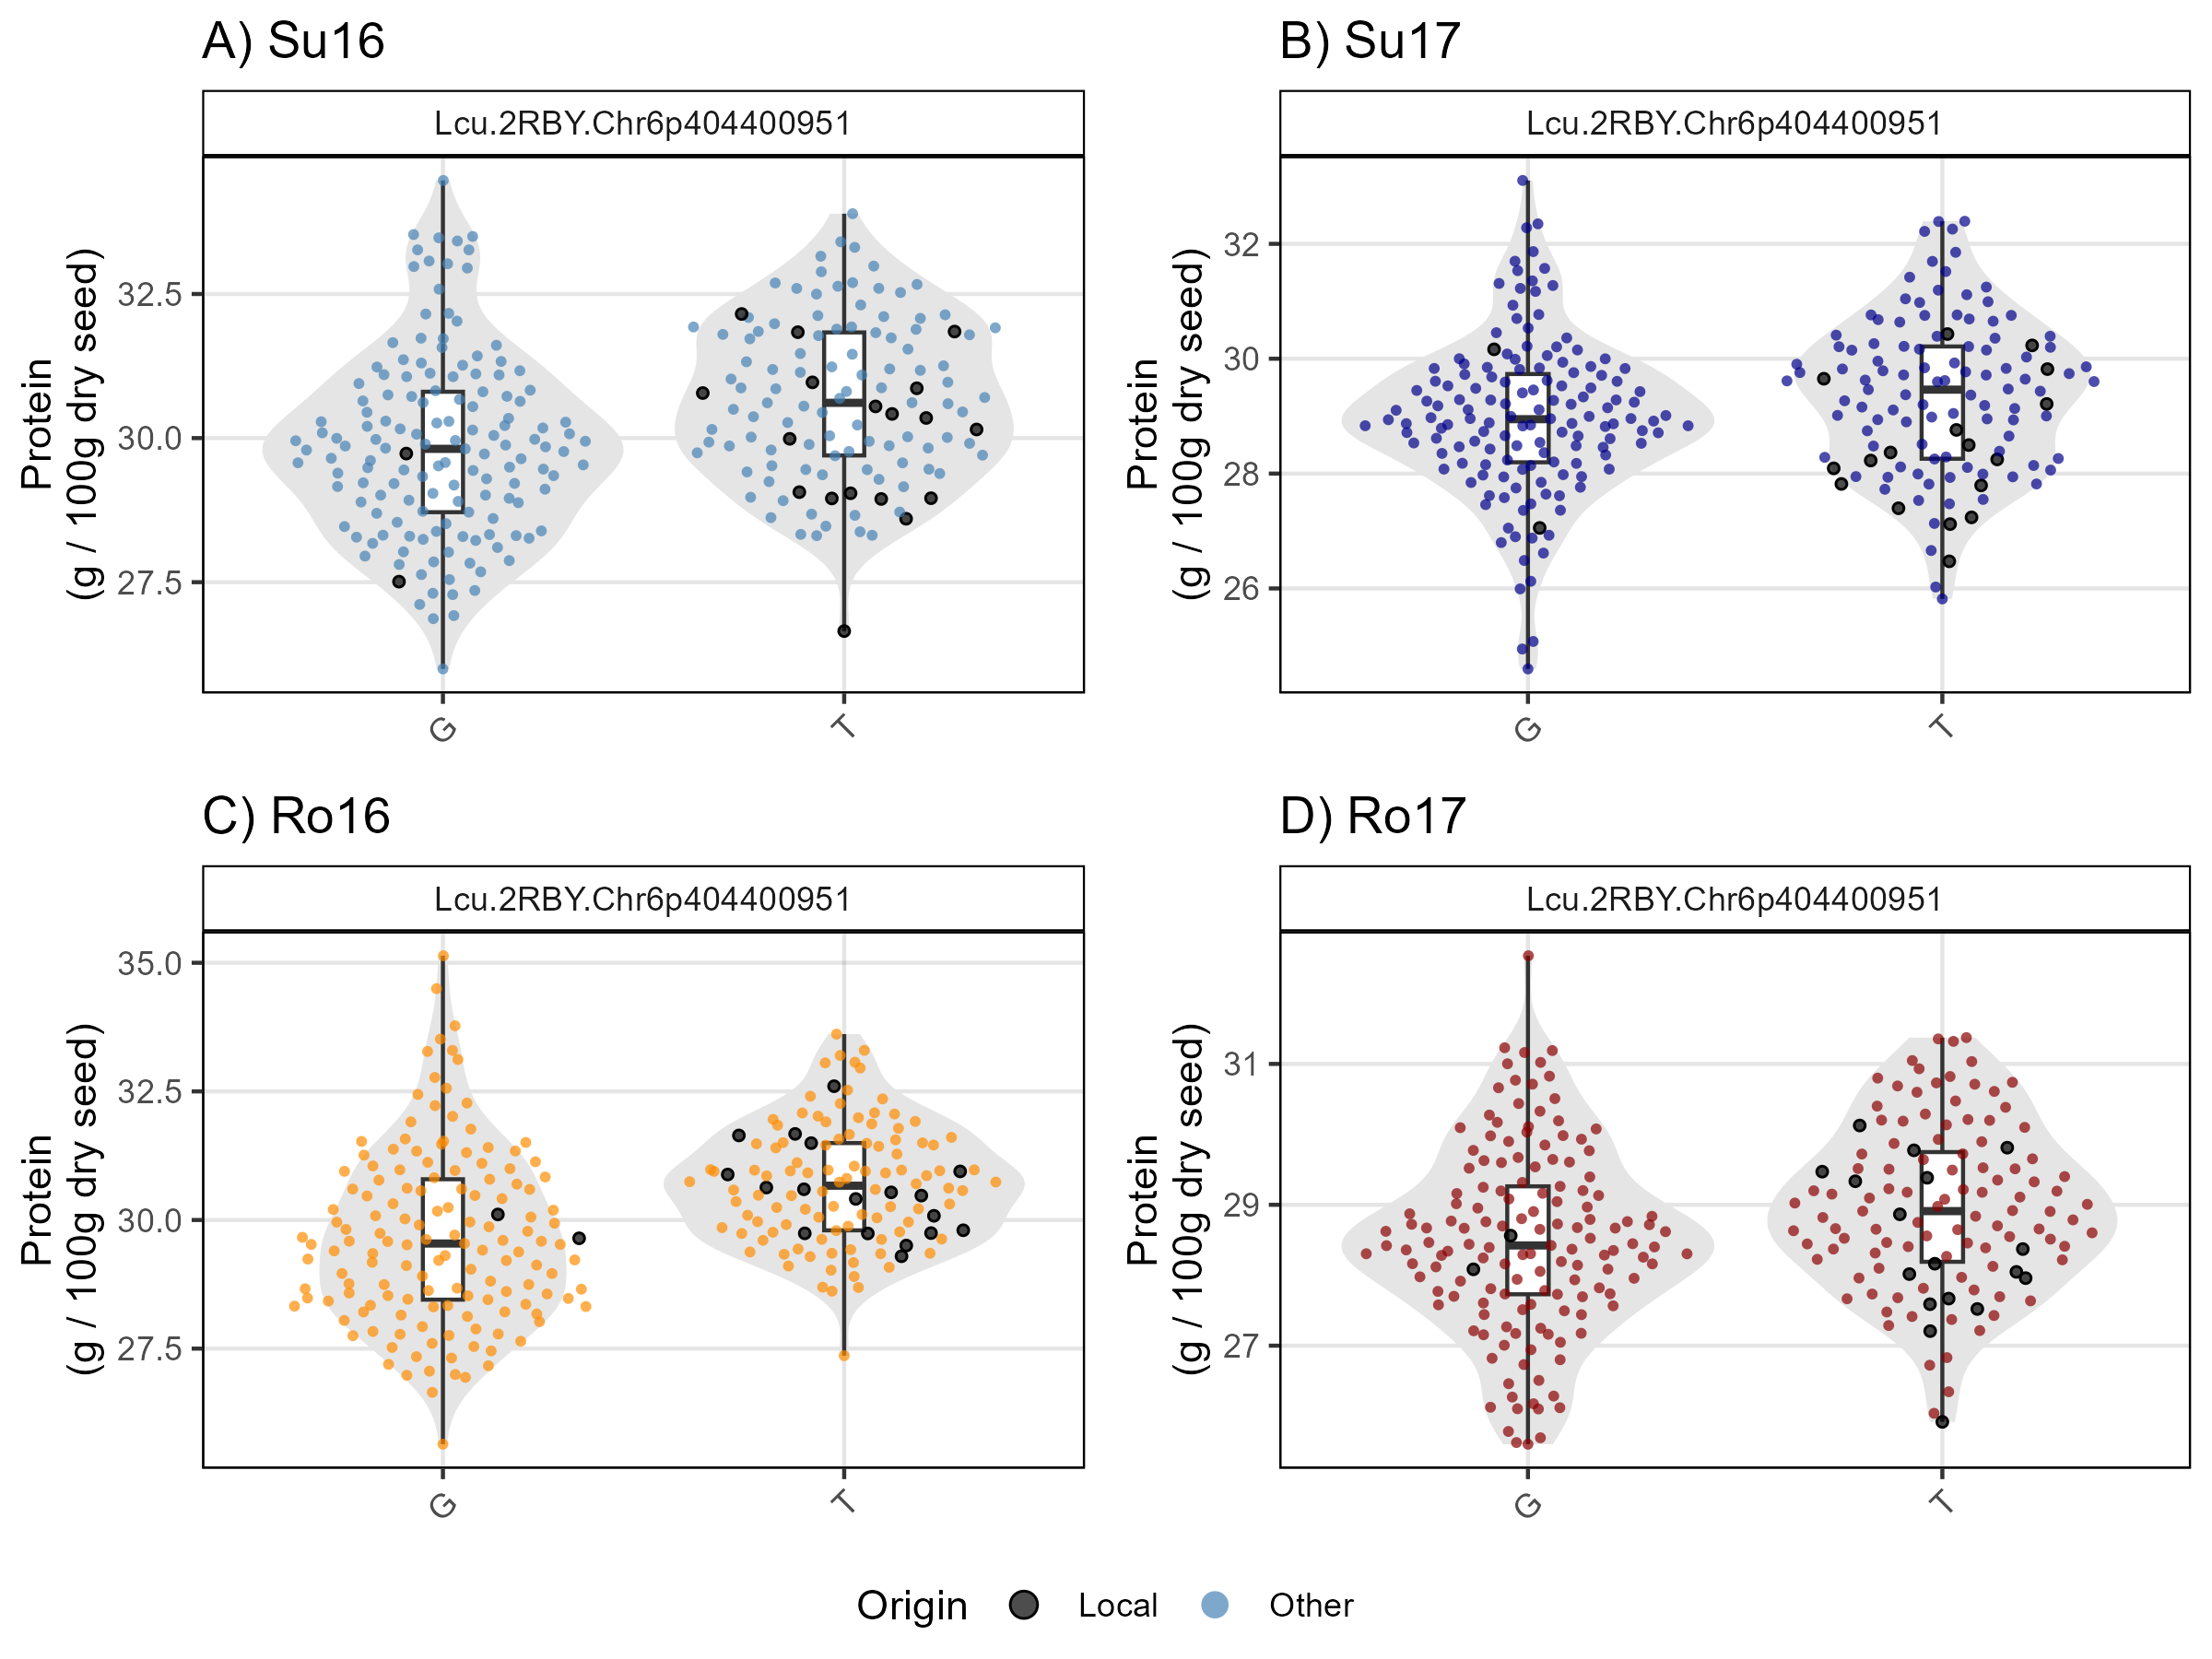 A) Su16
Lcu.2RBY.Chr6p404400951
Protein
(g / 100g dry seed)
32.5
30.0
27.5
G
T
B) Su17
Lcu.2RBY.Chr6p404400951
Protein
(g / 100g dry seed)
32
30
28
26
G
T
C) Ro16
Lcu.2RBY.Chr6p404400951
Protein
(g / 100g dry seed)
35.0
32.5
30.0
27.5
G
T
D) Ro17
Lcu.2RBY.Chr6p404400951
Protein
(g / 100g dry seed)
31
29
27
G
T
Origin Local Other